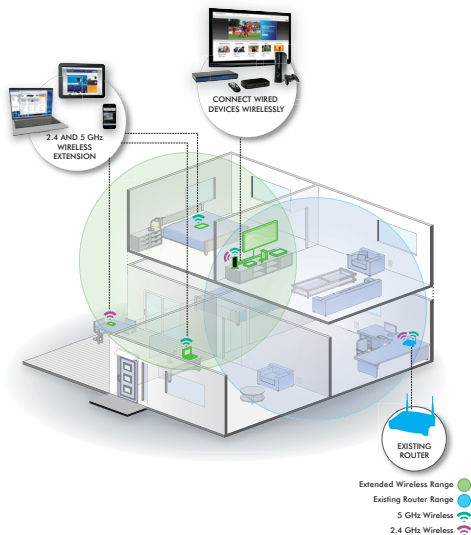 CONNECT WIRED
DEVICES WIRELESSLY
2.4 AND 5 GHz
WIRELESS
EXTENSION
EXISTING
ROUTER
Extended Wireless Range
Existing Router Range
5 GHz Wireless
2.4 GHz Wireless